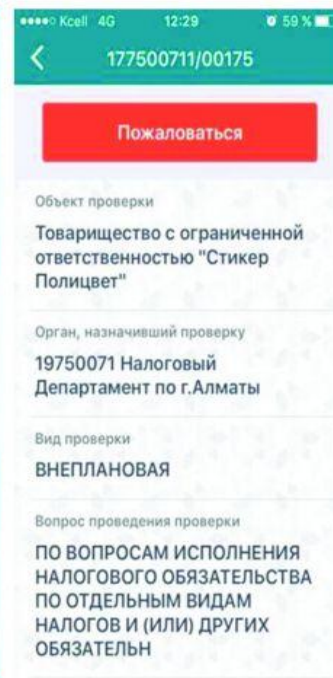 Kcell 4G 12:29 59 %
177500711/00175
Пожаловаться
Объект проверки
Товарищество с ограниченной
ответственностью "Стикер
Полицвет"
Орган, назначивший проверку
19750071 Налоговый
Департамент по г.Алматы
Вид проверки
ВНЕПЛАНОВАЯ
Вопрос проведения проверки
ПО ВОПРОСАМ ИСПОЛНЕНИЯ
НАЛОГОВОГО ОБЯЗАТЕЛЬСТВА
ПО ОТДЕЛЬНЫМ ВИДАМ
НАЛОГОВ И (ИЛИ) ДРУГИХ
ОБЯЗАТЕЛЬН